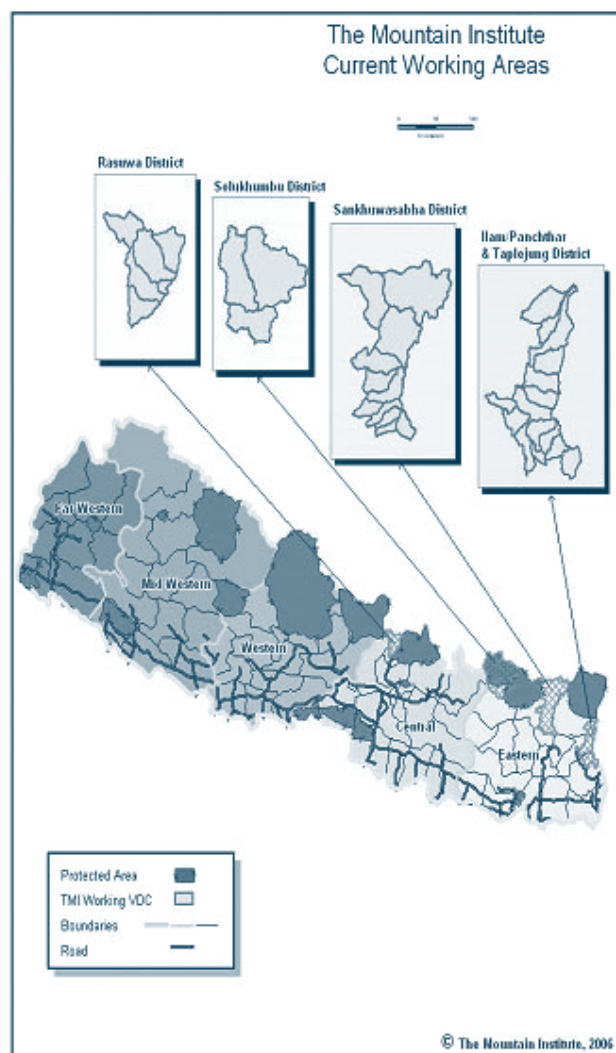 The Mountain Institute
Current Working Areas
Rasuwa District
Solukhumbu District
Sankhuwasabha District
Ilam/Panchthar
& Taplejung District
Far Western
Mid Western
Western
Central
Eastern
Protected Area
TMI Working VDC
Boundaries
Road
© The Mountain Institute, 2006